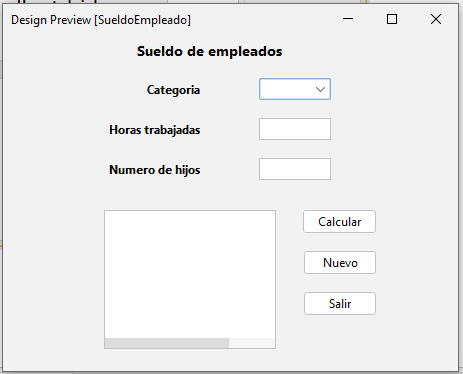 Design Preview [SueldoEmpleado]
Sueldo de empleados
Categoria
Horas trabajadas
Numero de hijos
Calcular
Nuevo
Salir